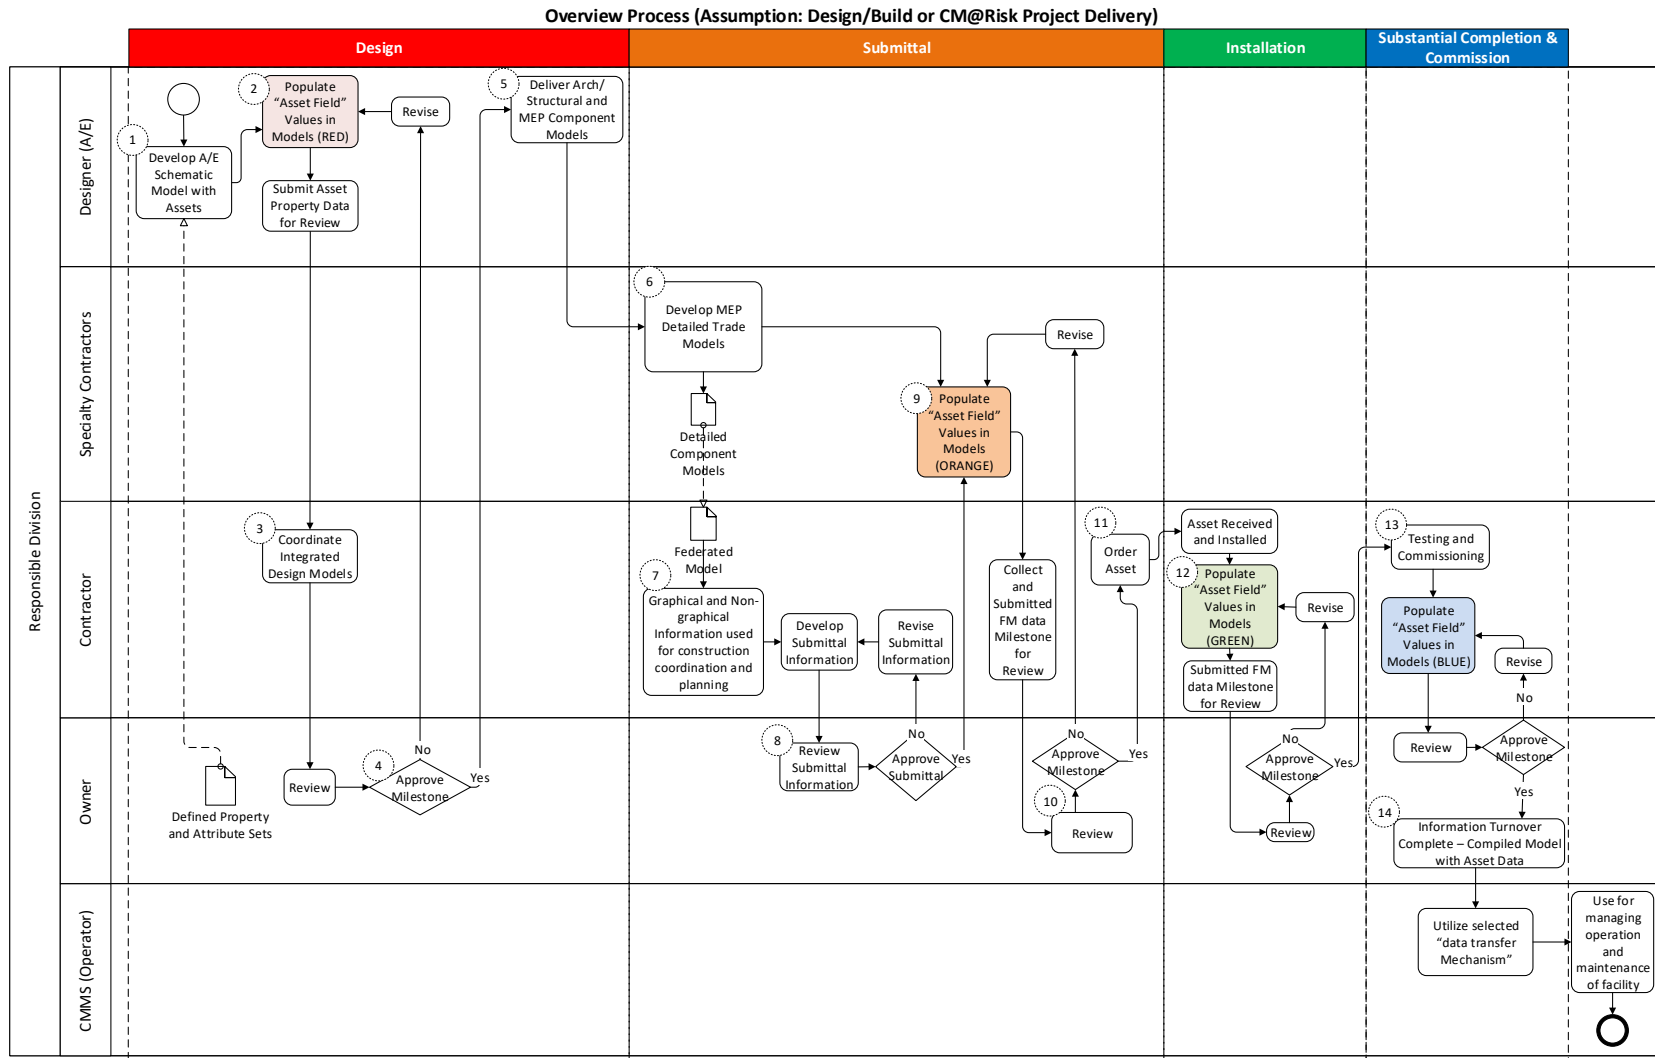 Overview Process (Assumption: Design/Build or CM@Risk Project Delivery)
Design
Submittal
Installation
Substantial Completion &
Commission
Responsible Division
Designer (A/E)
1
Develop A/E
Schematic
Model with
Assets
2
Populate
“Asset Field”
Values in
Models (RED)
Revise
Submit Asset
Property Data
for Review
5
Deliver Arch/
Structural and
MEP Component
Models
Specialty Contractors
6
Develop MEP
Detailed Trade
Models
Detailed
Component
Models
Revise
9
Populate
“Asset Field”
Values in
Models
(ORANGE)
Contractor
3
Coordinate
Integrated
Design Models
Federated
Model
7
Graphical and Non-
graphical
Information used
for construction
coordination and
planning
Develop
Submittal
Information
Revise
Submittal
Information
Collect and
Submitted
FM data
Milestone
for
Review
11
Order
Asset
Asset Received
and Installed
12
Populate
“Asset Field”
Values in
Models
(GREEN)
Revise
Submitted FM
data Milestone
for Review
13
Testing and
Commissioning
Populate
“Asset Field”
Values in
Models (BLUE)
Revise
Owner
Defined Property
and Attribute Sets
Review
4
Approve
Milestone
No
Yes
8
Review
Submittal
Information
Approve
Submittal
No
Yes
10
Review
Approve
Milestone
No
Yes
Review
Approve
Milestone
No
Yes
Review
Approve
Milestone
No
Yes
14
Information Turnover
Complete – Compiled Model
with Asset Data
CMMS (Operator)
Utilize selected
“data transfer
Mechanism”
Use for
managing
operation
and
maintenance
of facility